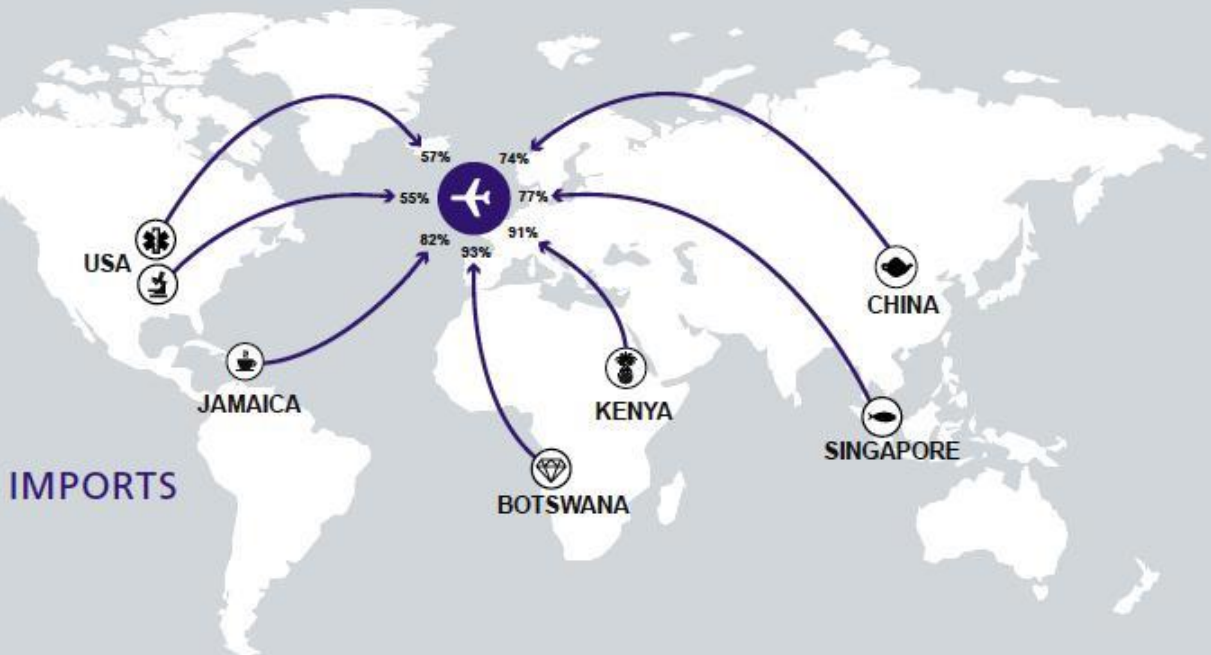 57%
74%
55%
77%
82%
91%
93%
USA
CHINA
JAMAICA
KENYA
SINGAPORE
IMPORTS
BOTSWANA